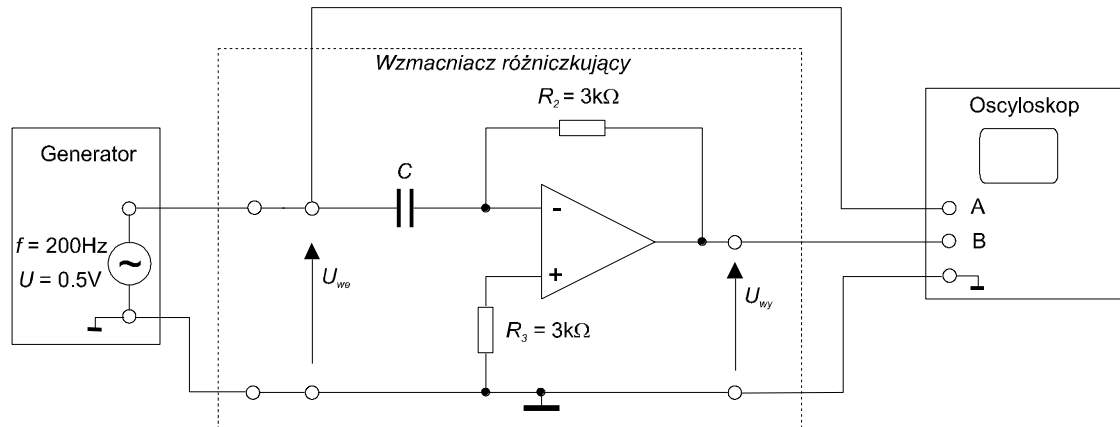 Wzmacniacz różniczkujący
R2 = 3kΩ
Oscyloskop
Generator
C
A
-
B
f = 200Hz
U = 0.5V
~
+
Uwe
Uwy
R3 = 3kΩ